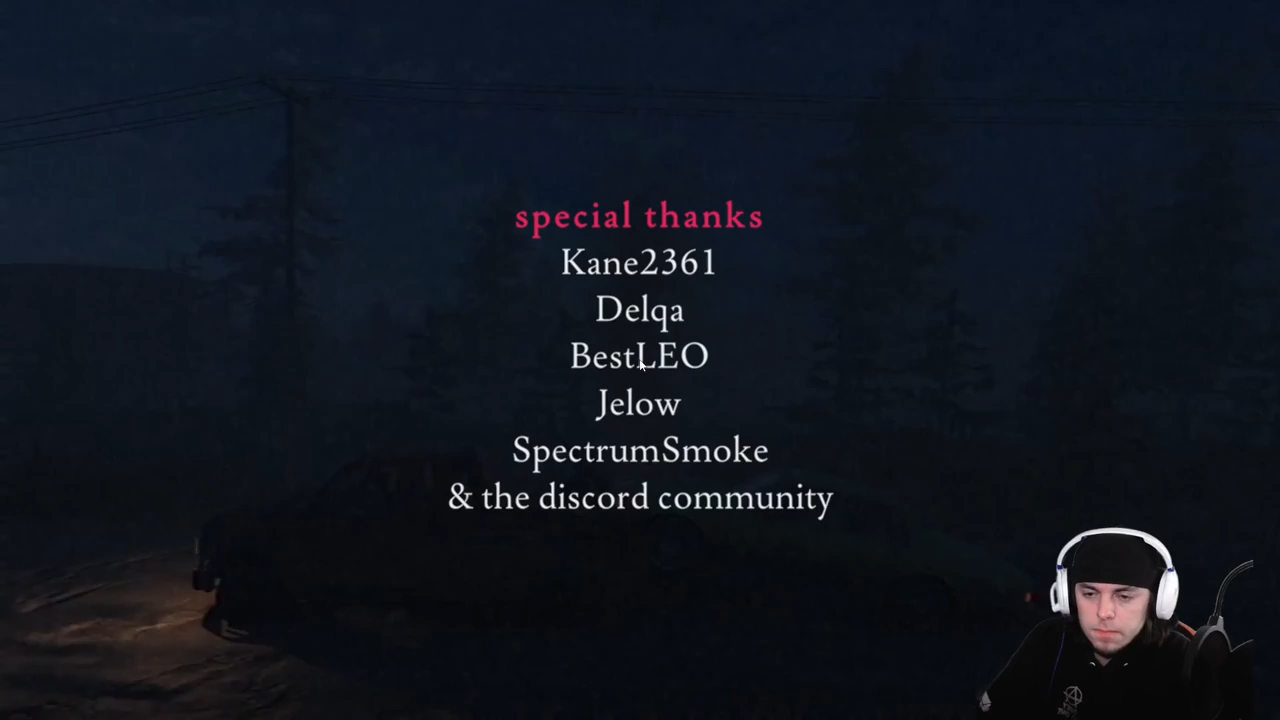 special thanks
Kane2361
Delqa
BestLEO
Jelow
SpectrumSmoke
& the discord community